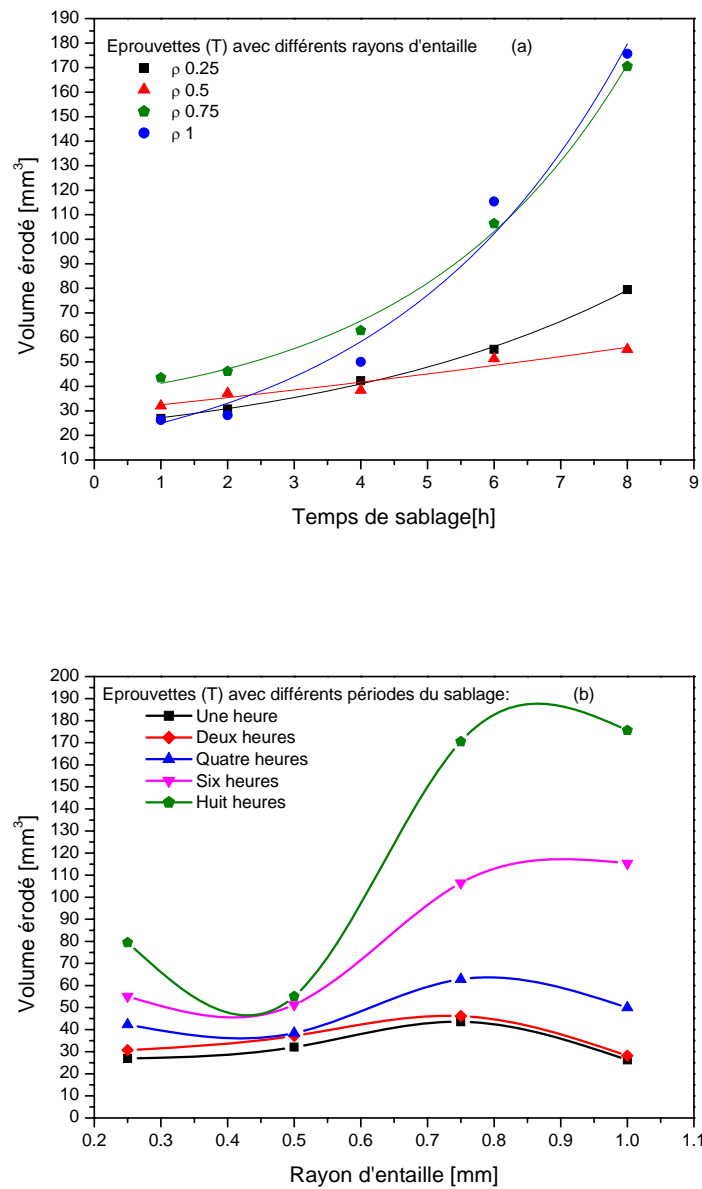 Eprouvettes (T) avec différents rayons d'entaille (a)
ρ 0.25
ρ 0.5
ρ 0.75
ρ 1
190
180
170
160
150
140
130
120
110
100
90
80
70
60
50
40
30
20
10
Volume érodé [mm³]
0 1 2 3 4 5 6 7 8 9
Temps de sablage[h]
Eprouvettes (T) avec différents périodes du sablage: (b)
Une heure
Deux heures
Quatre heures
Six heures
Huit heures
200
190
180
170
160
150
140
130
120
110
100
90
80
70
60
50
40
30
20
10
0
Volume érodé [mm³]
0.2 0.3 0.4 0.5 0.6 0.7 0.8 0.9 1.0 1.1
Rayon d'entaille [mm]